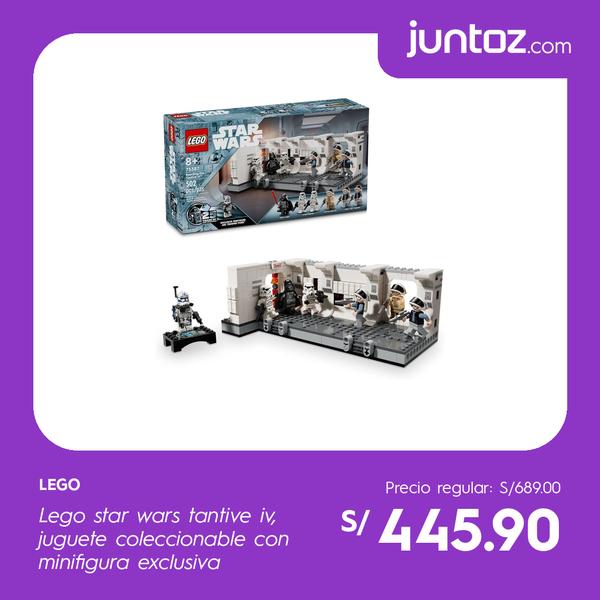 juntoz.com
LEGO
STAR
WARS
8+
502
LEGO
Precio regular: S/689.00
Lego star wars tantive iv,
juguete coleccionable con
minifigura exclusiva
S/ 445.90